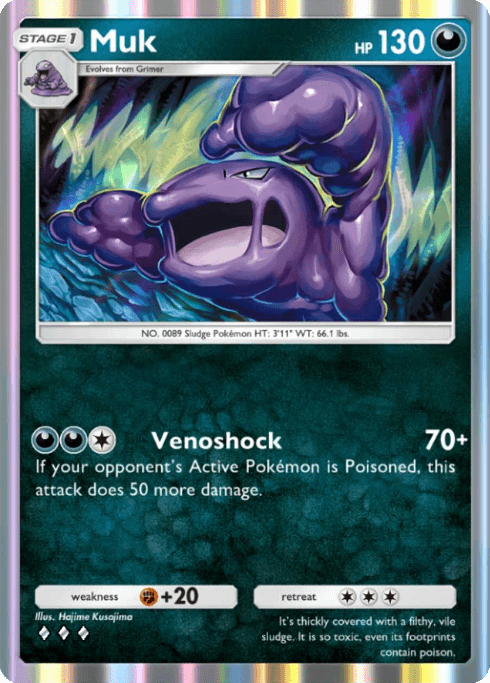 STAGE 1 Muk HP 130
Evolves from Grimer
NO. 0089 Sludge Pokémon HT: 3'11" WT: 66.1 lbs.
Venoshock 70+
If your opponent's Active Pokémon is Poisoned, this
attack does 50 more damage.
weakness +20 retreat
Illus. Hajime Kusajima
It's thickly covered with a filthy, vile
sludge. It is so toxic, even its footprints
contain poison.